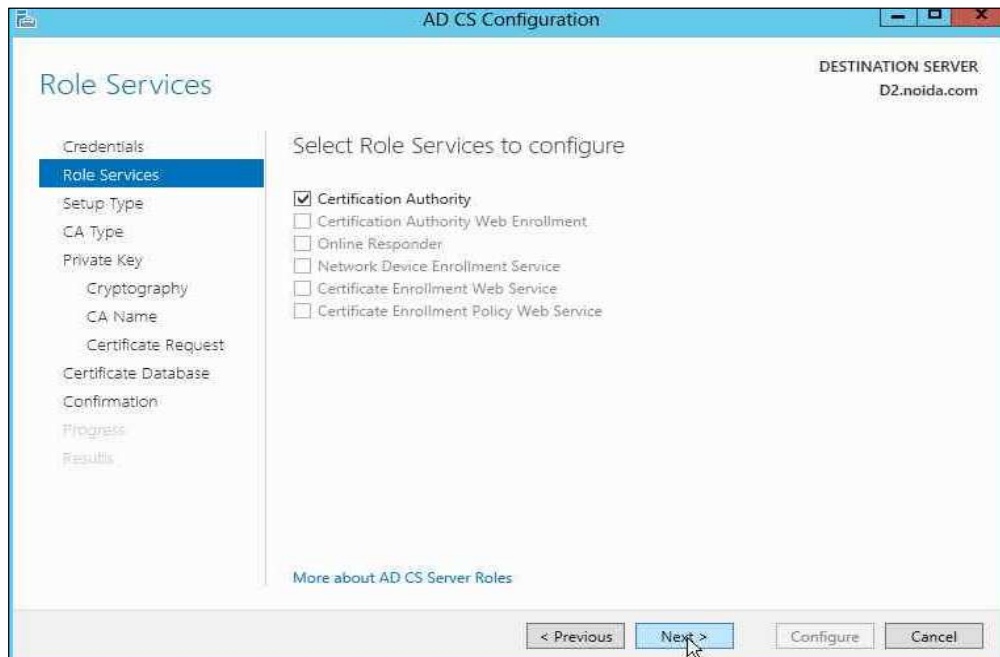 AD CS Configuration
Role Services
DESTINATION SERVER
D2.noida.com
Credentials
Role Services
Setup Type
CA Type
Private Key
Cryptography
CA Name
Certificate Request
Certificate Database
Confirmation
Progress
Results
Select Role Services to configure
Certification Authority
Certification Authority Web Enrollment
Online Responder
Network Device Enrollment Service
Certificate Enrollment Web Service
Certificate Enrollment Policy Web Service
More about AD CS Server Roles
< Previous
Next >
Configure
Cancel